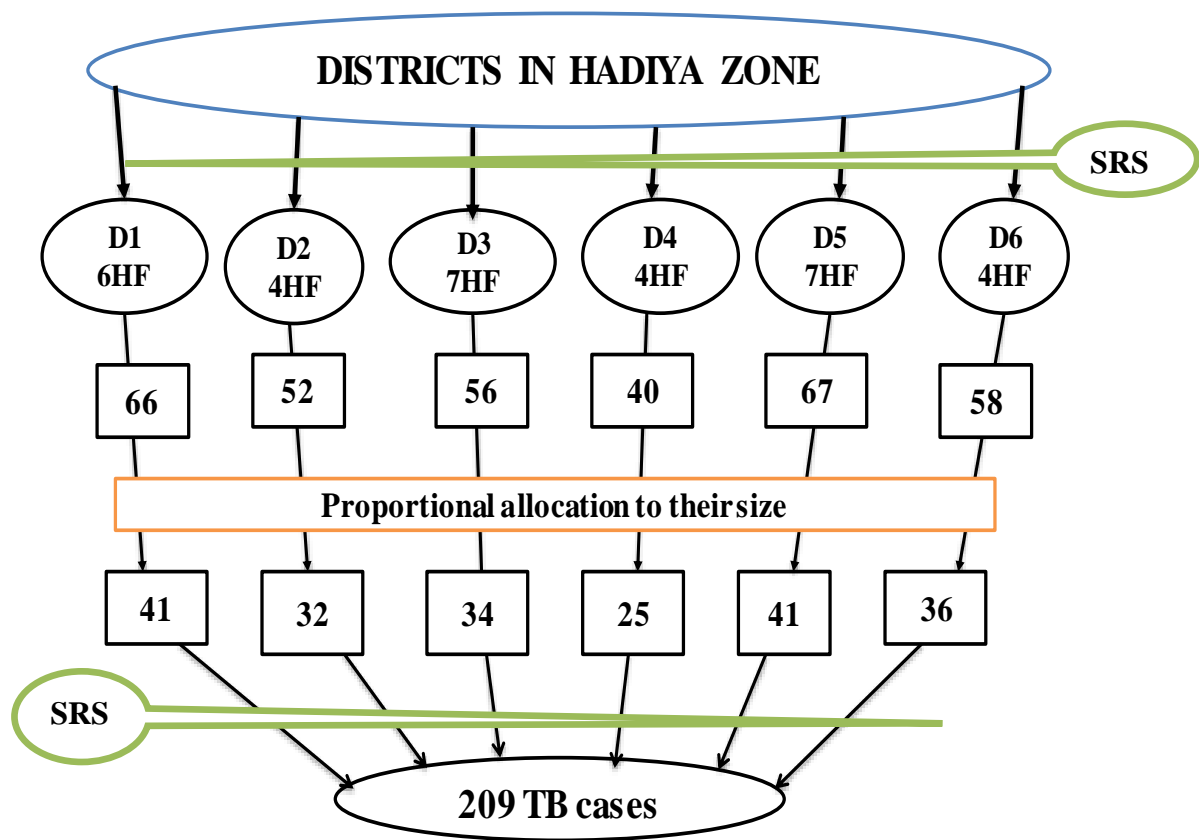 DISTRICTS IN HADIYA ZONE
SRS
D1
6HF
D2
4HF
D3
7HF
D4
4HF
D5
7HF
D6
4HF
66
52
56
40
67
58
Proportional allocation to their size
41
32
34
25
41
36
SRS
209 TB cases